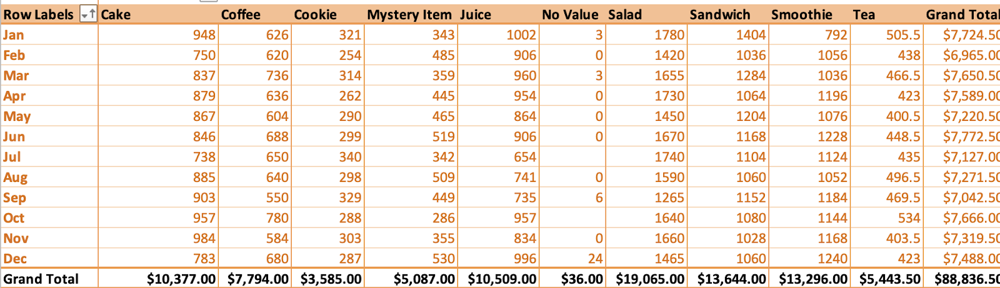 Row Labels Cake Coffee Cookie Mystery Item Juice No Value Salad Sandwich Smoothie Tea Grand Total
Jan 948 626 321 343 1002 3 1780 1404 792 505.5 $7,724.50
Feb 750 620 254 485 906 0 1420 1036 1056 438 $6,965.00
Mar 837 736 314 359 960 3 1655 1284 1036 466.5 $7,650.50
Apr 879 636 262 445 954 0 1730 1064 1196 423 $7,589.00
May 867 604 290 465 864 0 1450 1204 1076 400.5 $7,220.50
Jun 846 688 299 519 906 0 1670 1168 1228 448.5 $7,772.50
Jul 738 650 340 342 654 1740 1104 1124 435 $7,127.00
Aug 885 640 298 509 741 0 1590 1060 1052 496.5 $7,271.50
Sep 903 550 329 449 735 6 1265 1152 1184 469.5 $7,042.50
Oct 957 780 288 286 957 1640 1080 1144 534 $7,666.00
Nov 984 584 303 355 834 0 1660 1028 1168 403.5 $7,319.50
Dec 783 680 287 530 996 24 1465 1060 1240 423 $7,488.00
Grand Total $10,377.00 $7,794.00 $3,585.00 $5,087.00 $10,509.00 $36.00 $19,065.00 $13,644.00 $13,296.00 $5,443.50 $88,836.50